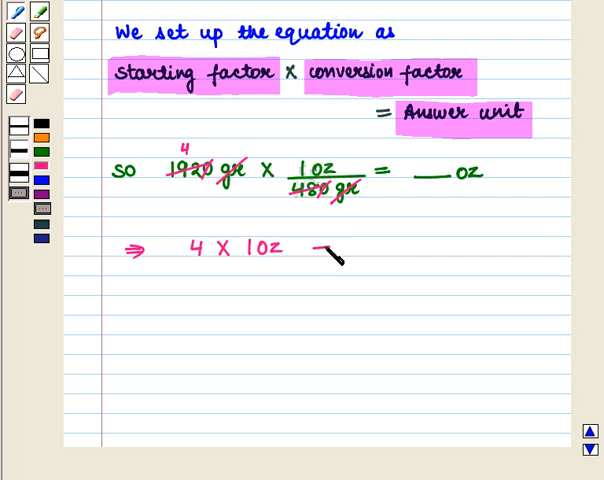 We set up the equation as
starting factor × conversion factor
= Answer unit
4
so 1920 gr × 1 oz / 480 gr = __ oz
⇒ 4 × 1 oz